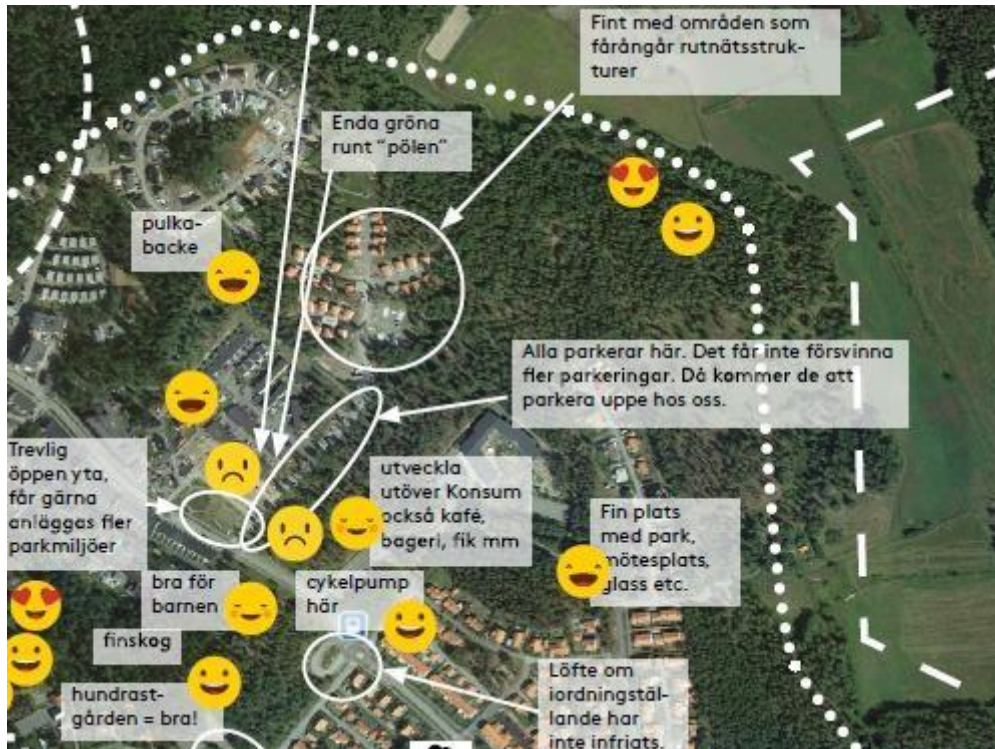 Fint med områden som
fårångår rutnätsstruk-
turer
Enda gröna
runt "pölen"
pulka-
backe
Alla parkerar här. Det får inte försvinna
fler parkeringar. Då kommer de att
parkera uppe hos oss.
Trevlig
öppen yta,
får gärna
anläggas fler
parkmiljöer
utveckla
utöver Konsum
också kafé,
bageri, fik mm
Fin plats
med park,
mötesplats,
glass etc.
bra för
barnen
cykelpump
här
finskog
hundrast-
gården = bra!
Löfte om
iordningstäl-
lande har
inte infriats.